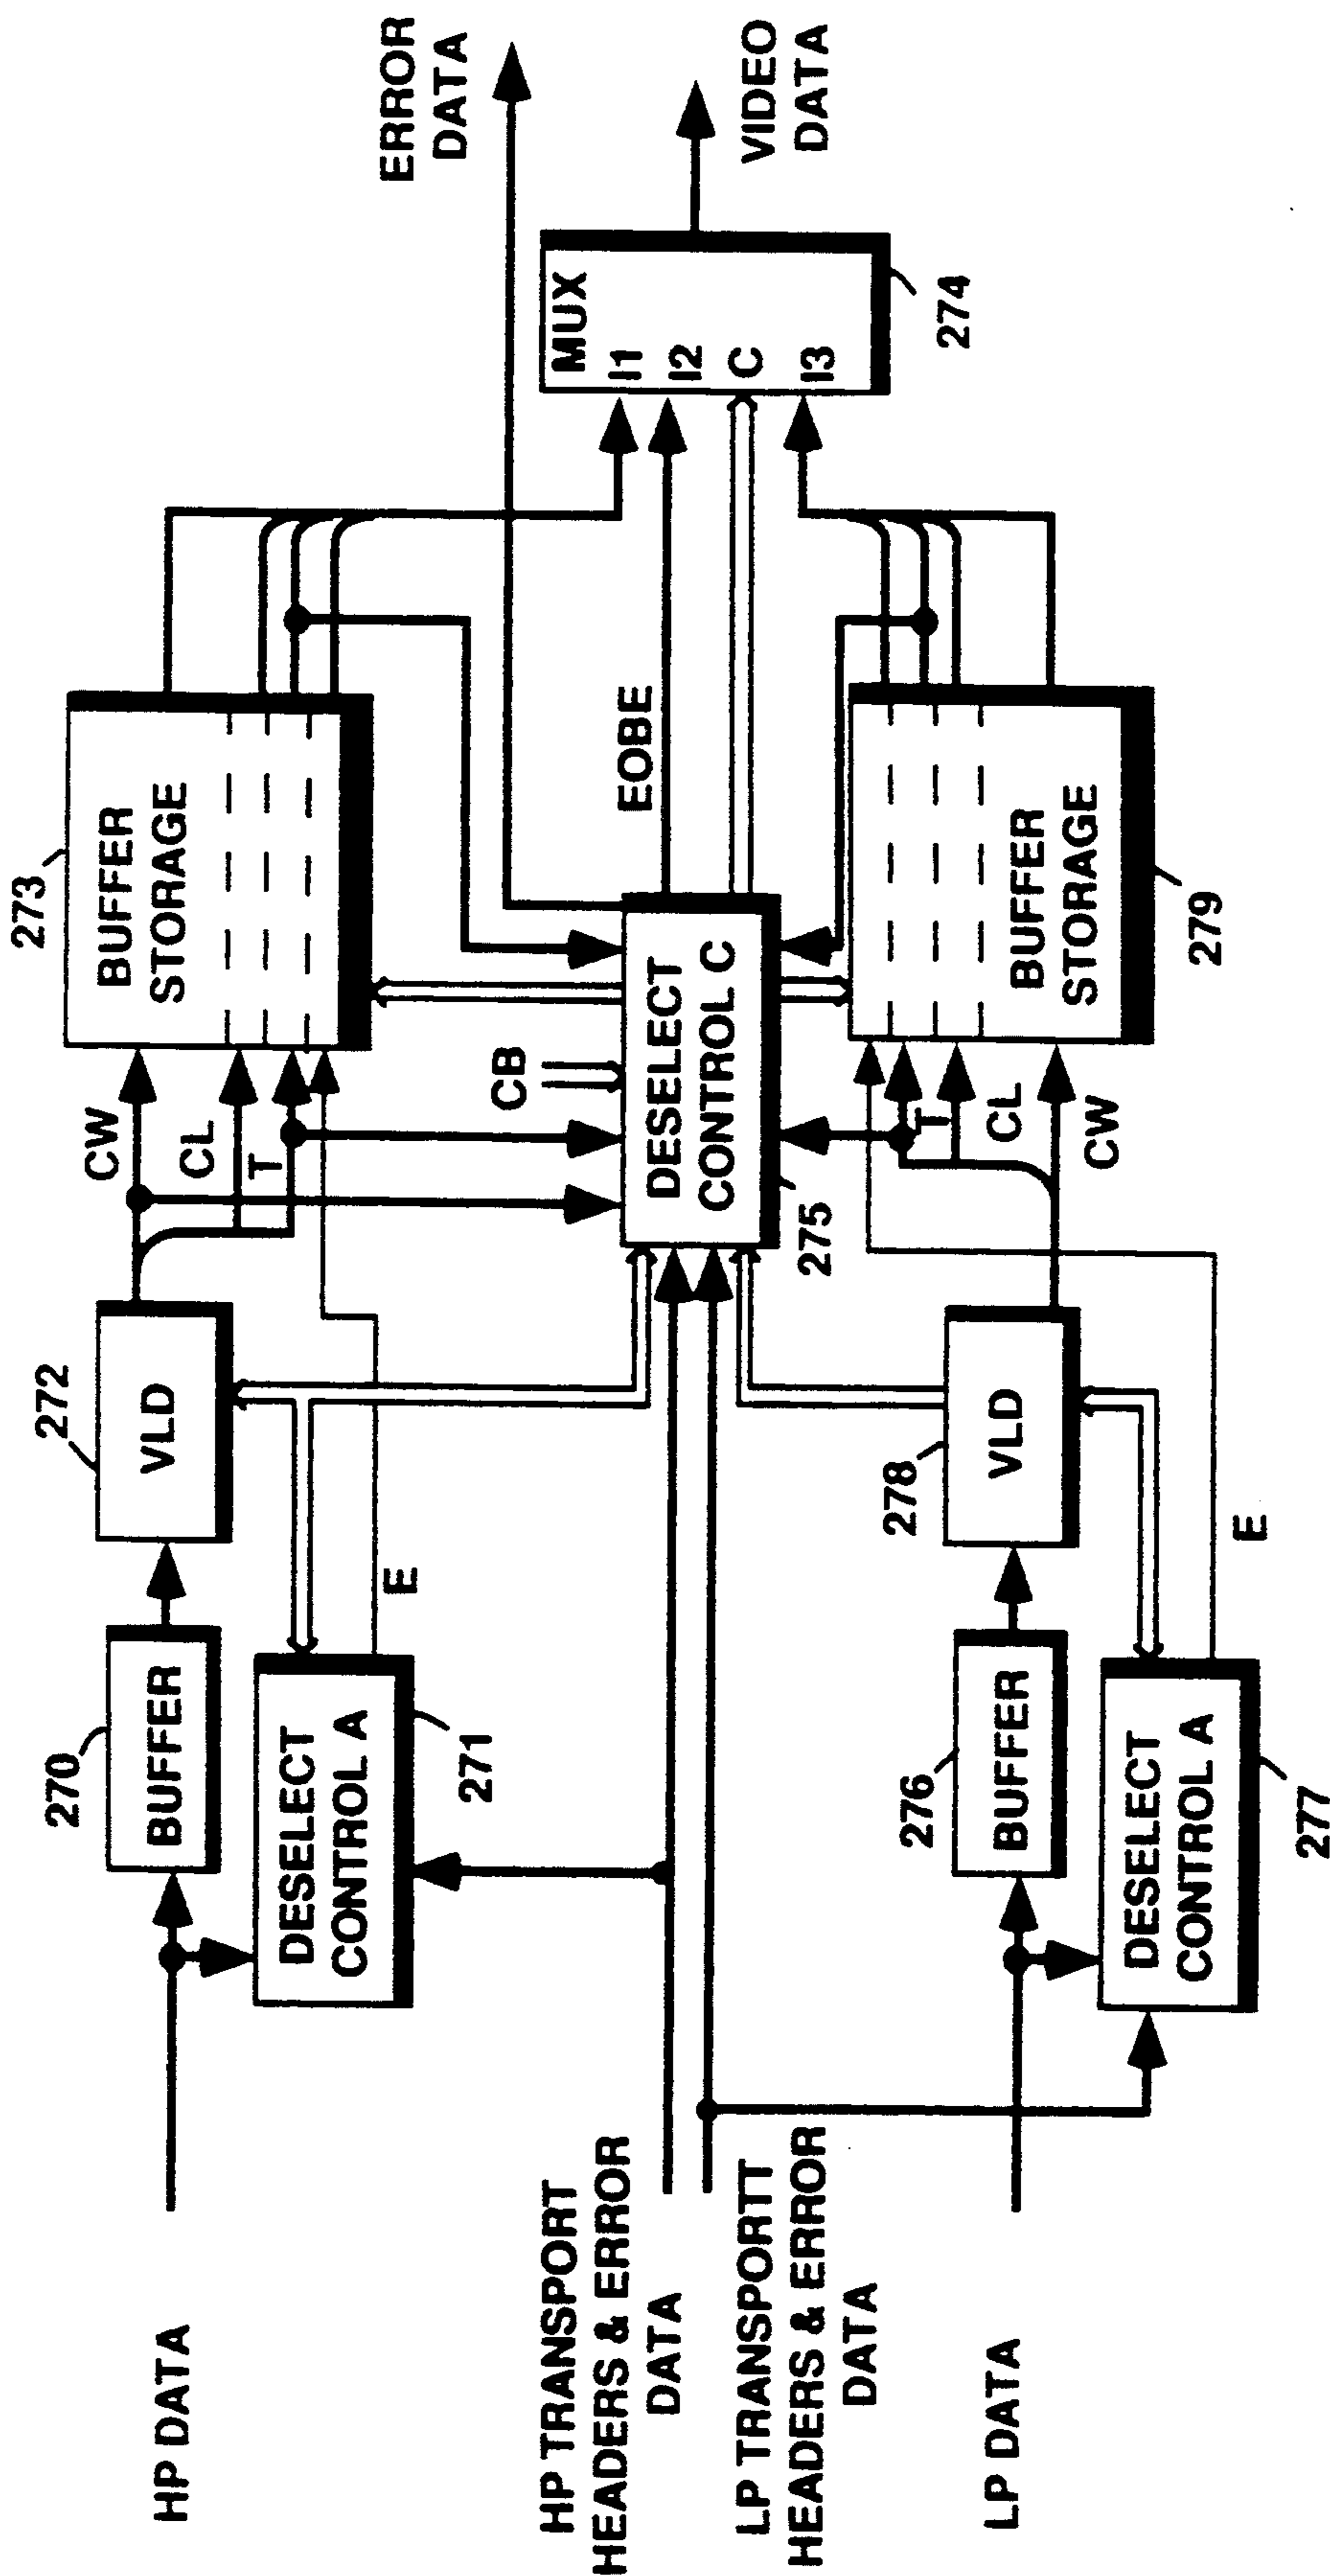 HP DATA
HP TRANSPORT
HEADERS & ERROR
DATA
LP TRANSPORTT
HEADERS & ERROR
DATA
LP DATA
270
BUFFER
DESELECT
CONTROL A
271
272
VLD
E
CW
CL
T
273
BUFFER
STORAGE
CB
DESELECT
CONTROL C
275
EOBE
276
BUFFER
DESELECT
CONTROL A
277
278
VLD
E
T
CL
CW
BUFFER
STORAGE
279
MUX
I1
I2
C
I3
274
ERROR
DATA
VIDEO
DATA